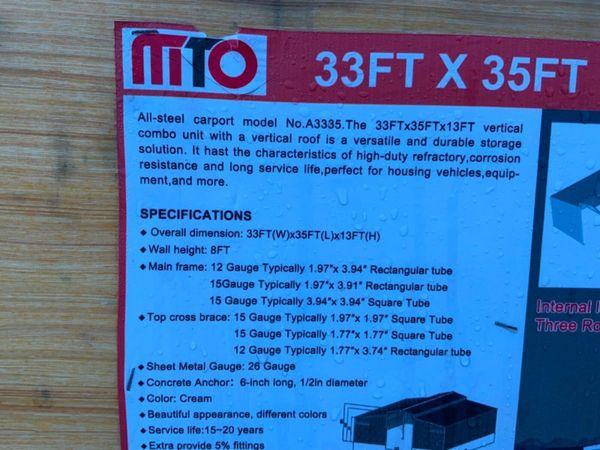 MTO
33FT X 35FT
All-steel carport model No.A3335.The 33FTx35FTx13FT vertical
combo unit with a vertical roof is a versatile and durable storage
solution. It hast the characteristics of high-duty refractory,corrosion
resistance and long service life,perfect for housing vehicles,equip-
ment,and more.
SPECIFICATIONS
◆ Overall dimension: 33FT(W)x35FT(L)x13FT(H)
◆ Wall height: 8FT
◆ Main frame: 12 Gauge Typically 1.97"x 3.94" Rectangular tube
15Gauge Typically 1.97"x 3.91" Rectangular tube
15 Gauge Typically 3.94"x 3.94" Square Tube
◆ Top cross brace: 15 Gauge Typically 1.97"x 1.97" Square Tube
15 Gauge Typically 1.77"x 1.77" Square Tube
12 Gauge Typically 1.77"x 3.74" Rectangular tube
◆ Sheet Metal Gauge: 26 Gauge
◆ Concrete Anchor: 6-inch long, 1/2in diameter
◆ Color: Cream
◆ Beautiful appearance, different colors
◆ Service life:15~20 years
◆ Extra provide 5% fittings
Internal
Three